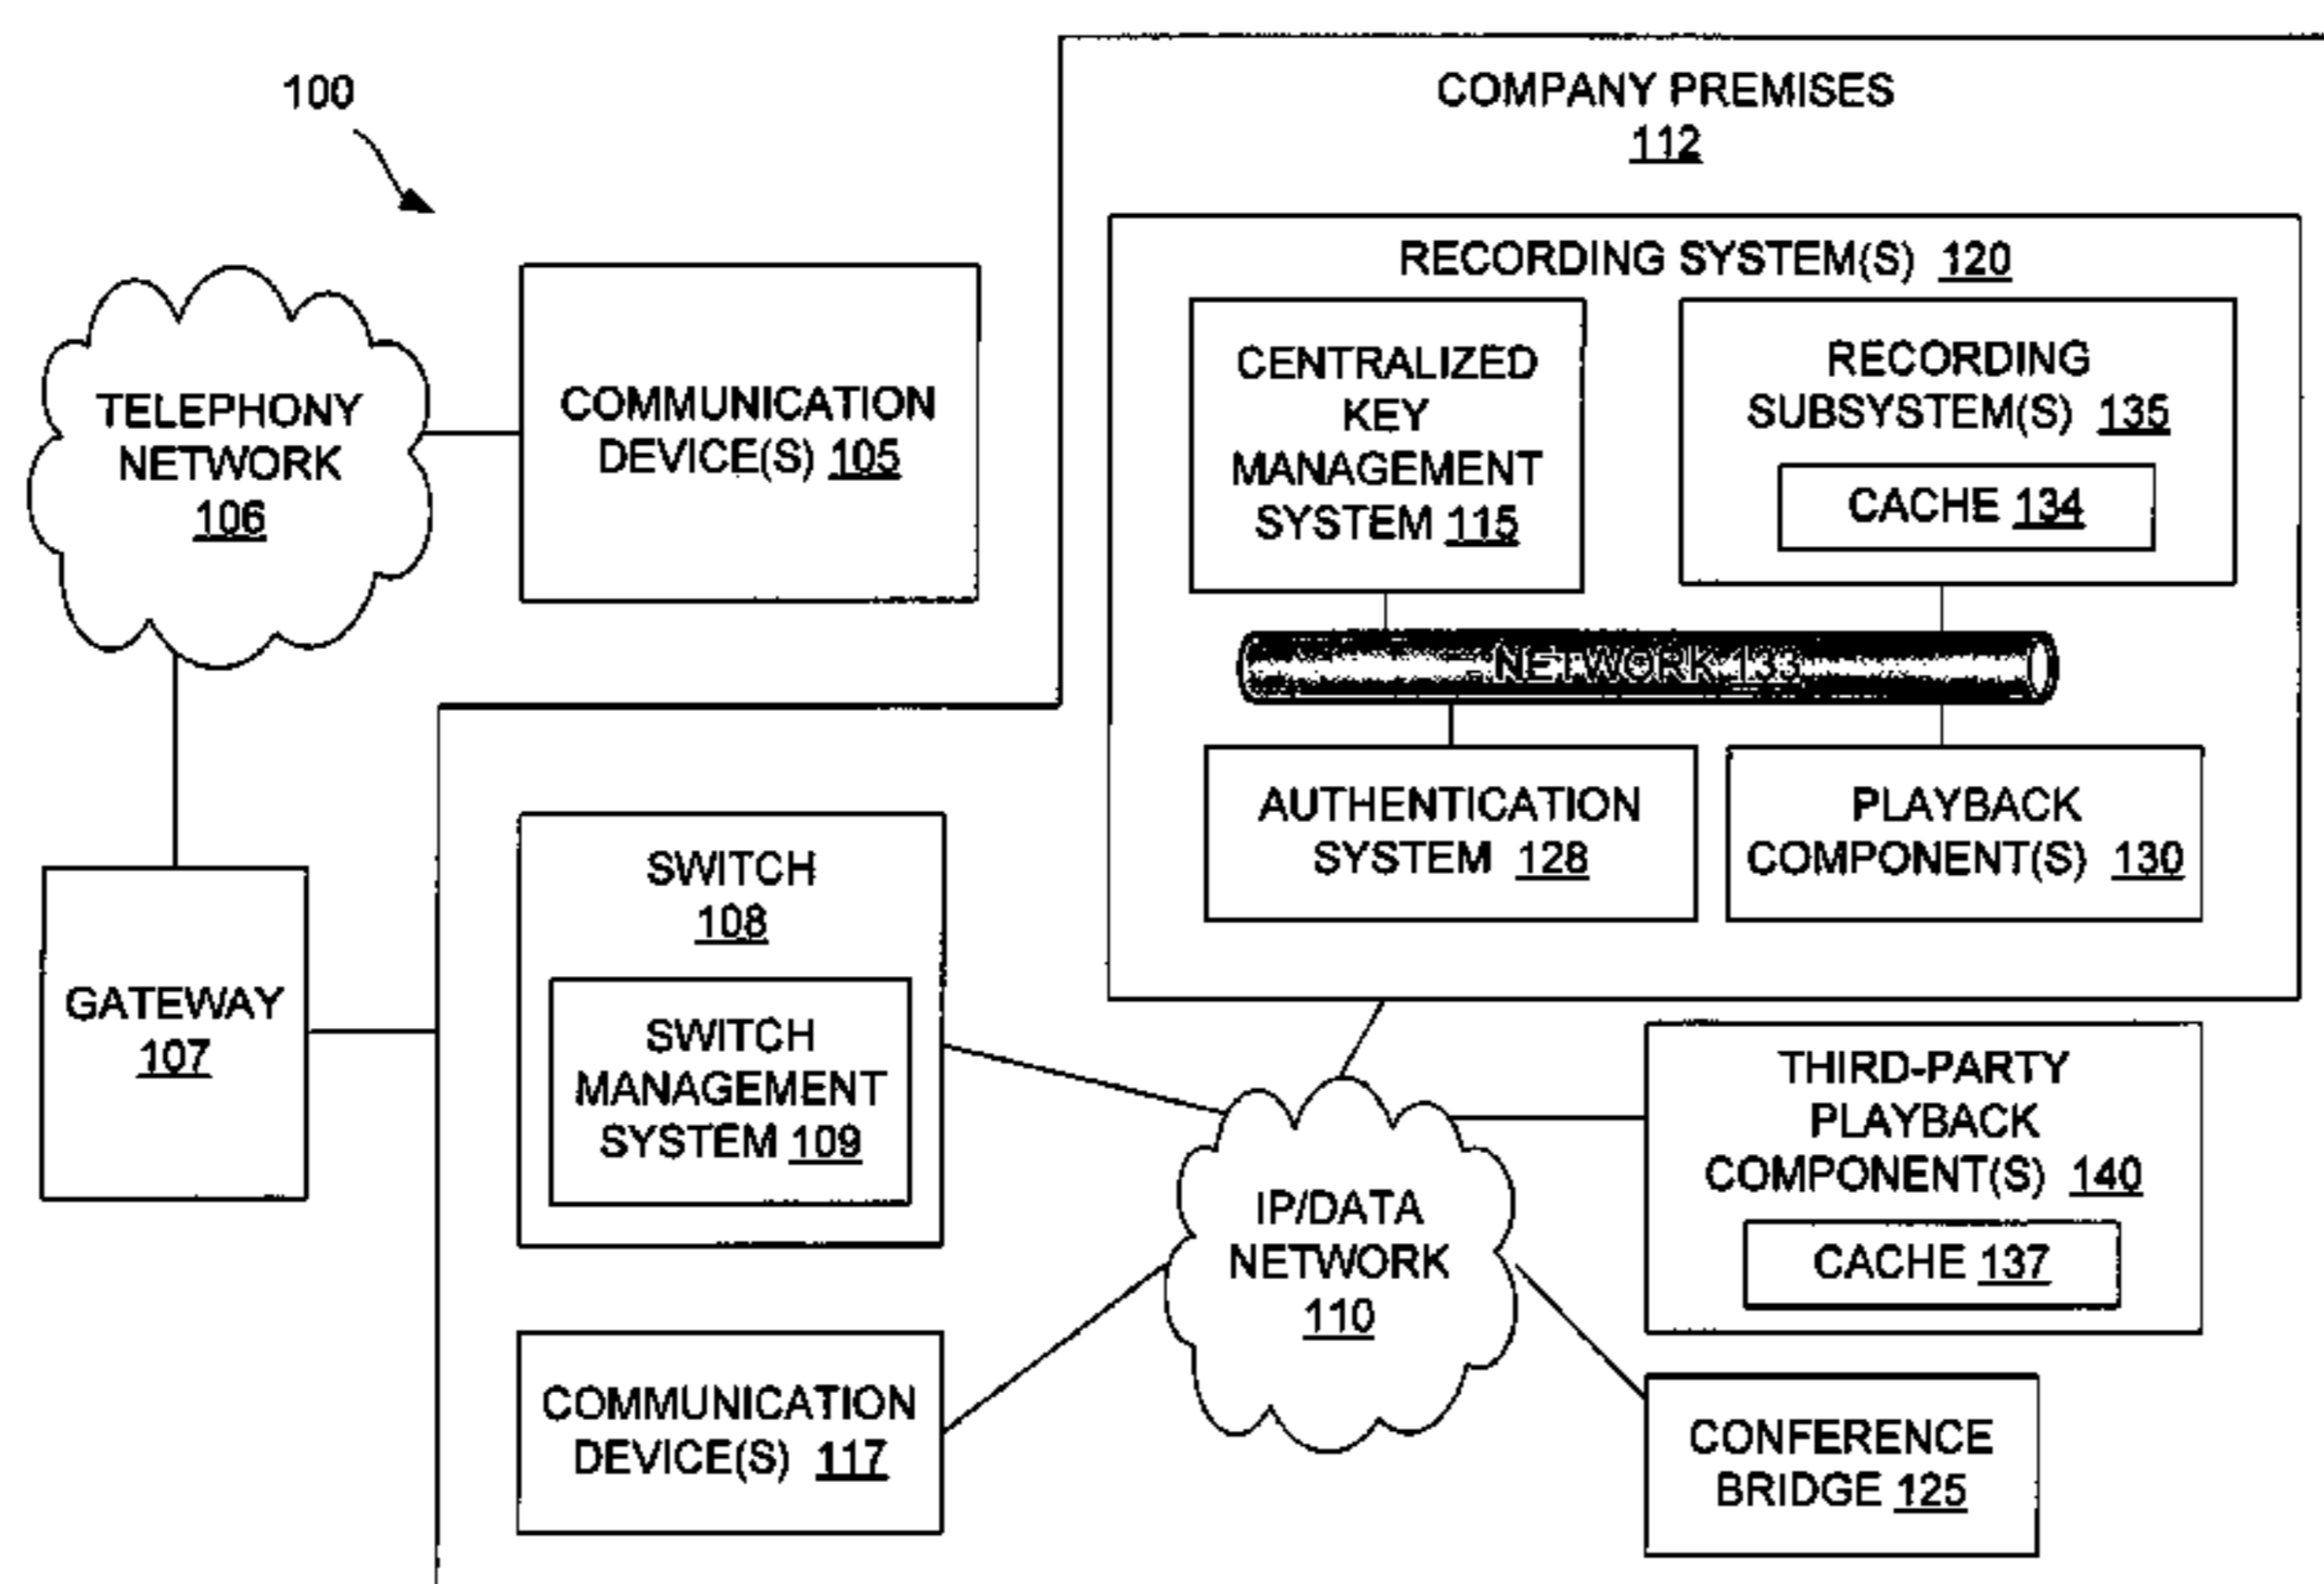 100
COMPANY PREMISES
112
RECORDING SYSTEM(S) 120
CENTRALIZED
KEY
MANAGEMENT
SYSTEM 115
RECORDING
SUBSYSTEM(S) 135
CACHE 134
TELEPHONY
NETWORK
106
COMMUNICATION
DEVICE(S) 105
NETWORK 133
AUTHENTICATION
SYSTEM 128
PLAYBACK
COMPONENT(S) 130
GATEWAY
107
SWITCH
108
SWITCH
MANAGEMENT
SYSTEM 109
THIRD-PARTY
PLAYBACK
COMPONENT(S) 140
CACHE 137
IP/DATA
NETWORK
110
COMMUNICATION
DEVICE(S) 117
CONFERENCE
BRIDGE 125